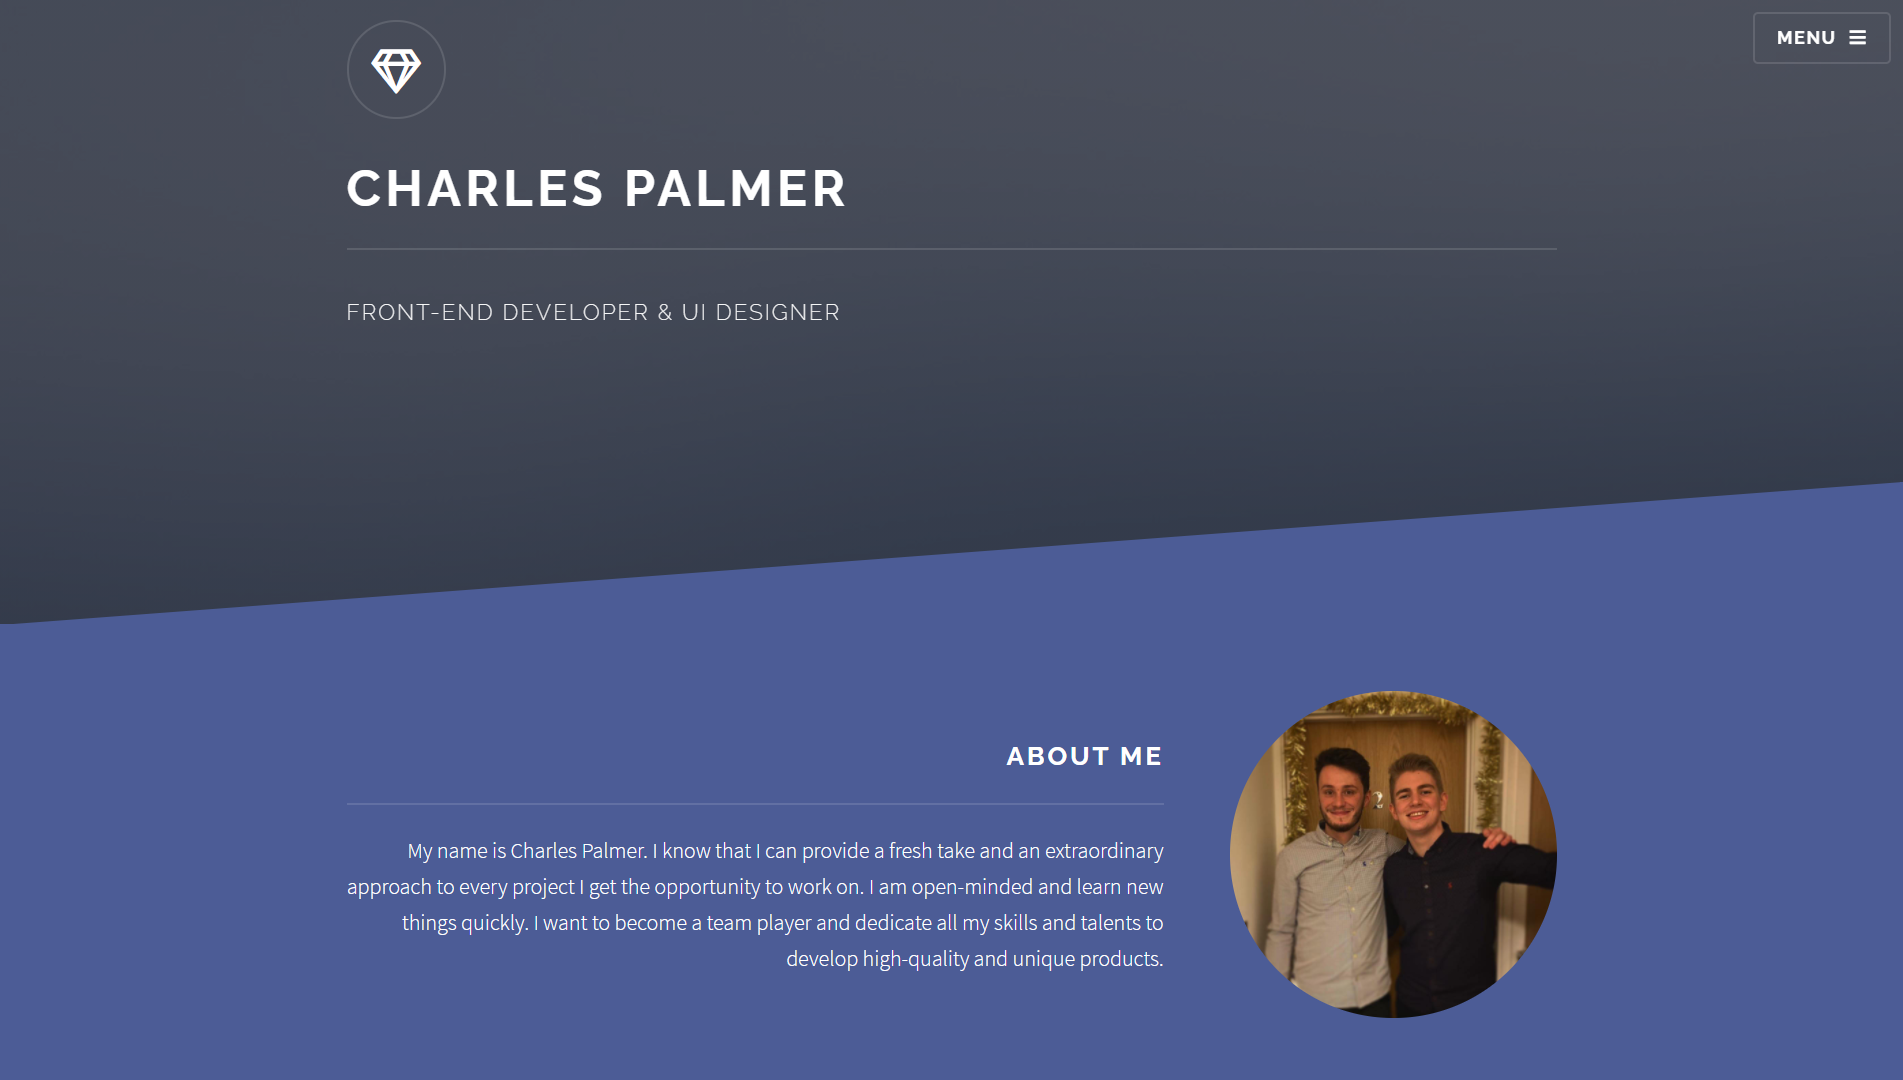 MENU
CHARLES PALMER
FRONT-END DEVELOPER & UI DESIGNER
ABOUT ME
My name is Charles Palmer. I know that I can provide a fresh take and an extraordinary
approach to every project I get the opportunity to work on. I am open-minded and learn new
things quickly. I want to become a team player and dedicate all my skills and talents to
develop high-quality and unique products.